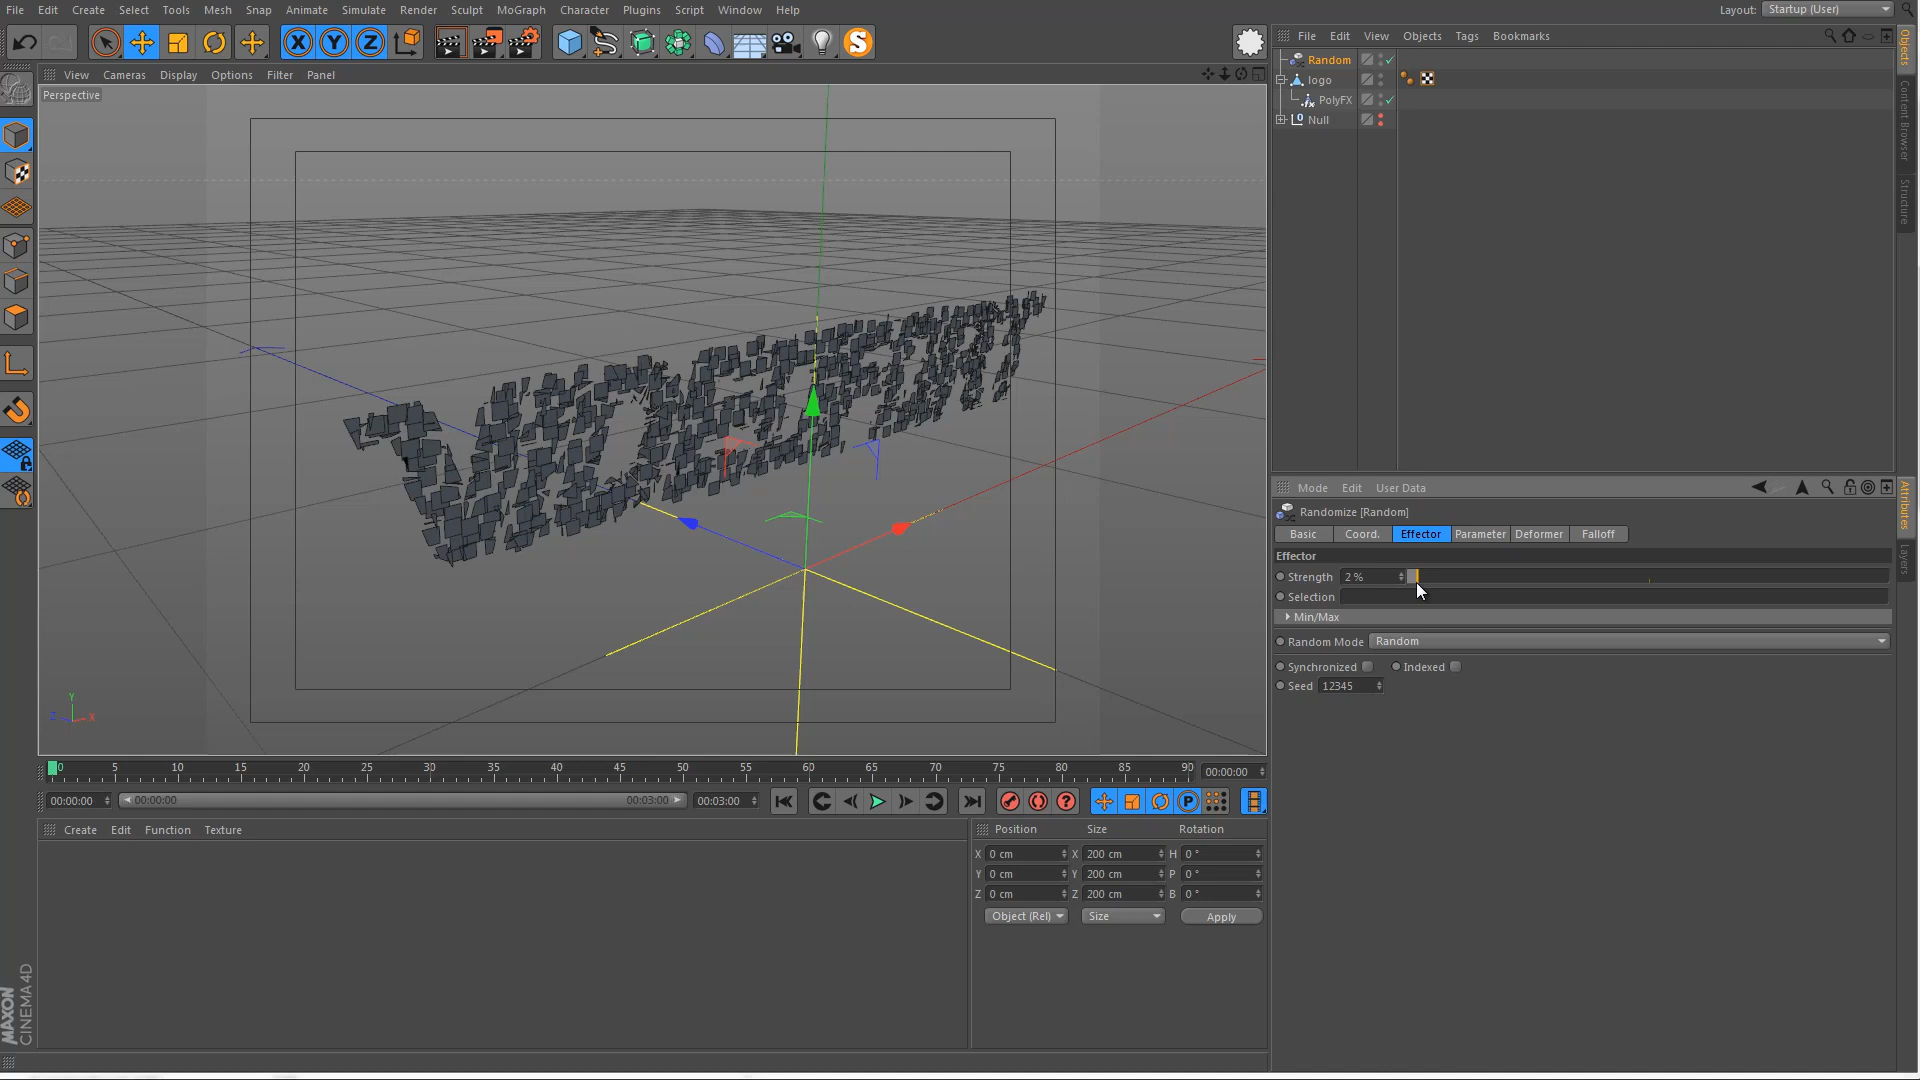 File Edit Create Select Tools Mesh Snap Animate Simulate Render Sculpt MoGraph Character Plugins Script Window Help
Layout: Startup (User)
X Y Z S
File Edit View Objects Tags Bookmarks
View Cameras Display Options Filter Panel
Perspective
Random
logo
PolyFX
Null
Objects
Content Browser
Structure
Mode Edit User Data
Randomize [Random]
Basic Coord. Effector Parameter Deformer Falloff
Effector
Strength 2 %
Selection
Min/Max
Random Mode Random
Synchronized Indexed
Seed 12345
Attributes
Layers
Y
Z X
0 5 10 15 20 25 30 35 40 45 50 55 60 65 70 75 80 85 90 00:00:00
00:00:00 00:00:00 00:03:00 00:03:00 P
Create Edit Function Texture
Position Size Rotation
X 0 cm X 200 cm H 0 °
Y 0 cm Y 200 cm P 0 °
Z 0 cm Z 200 cm B 0 °
Object (Rel) Size Apply
MAXON
CINEMA 4D